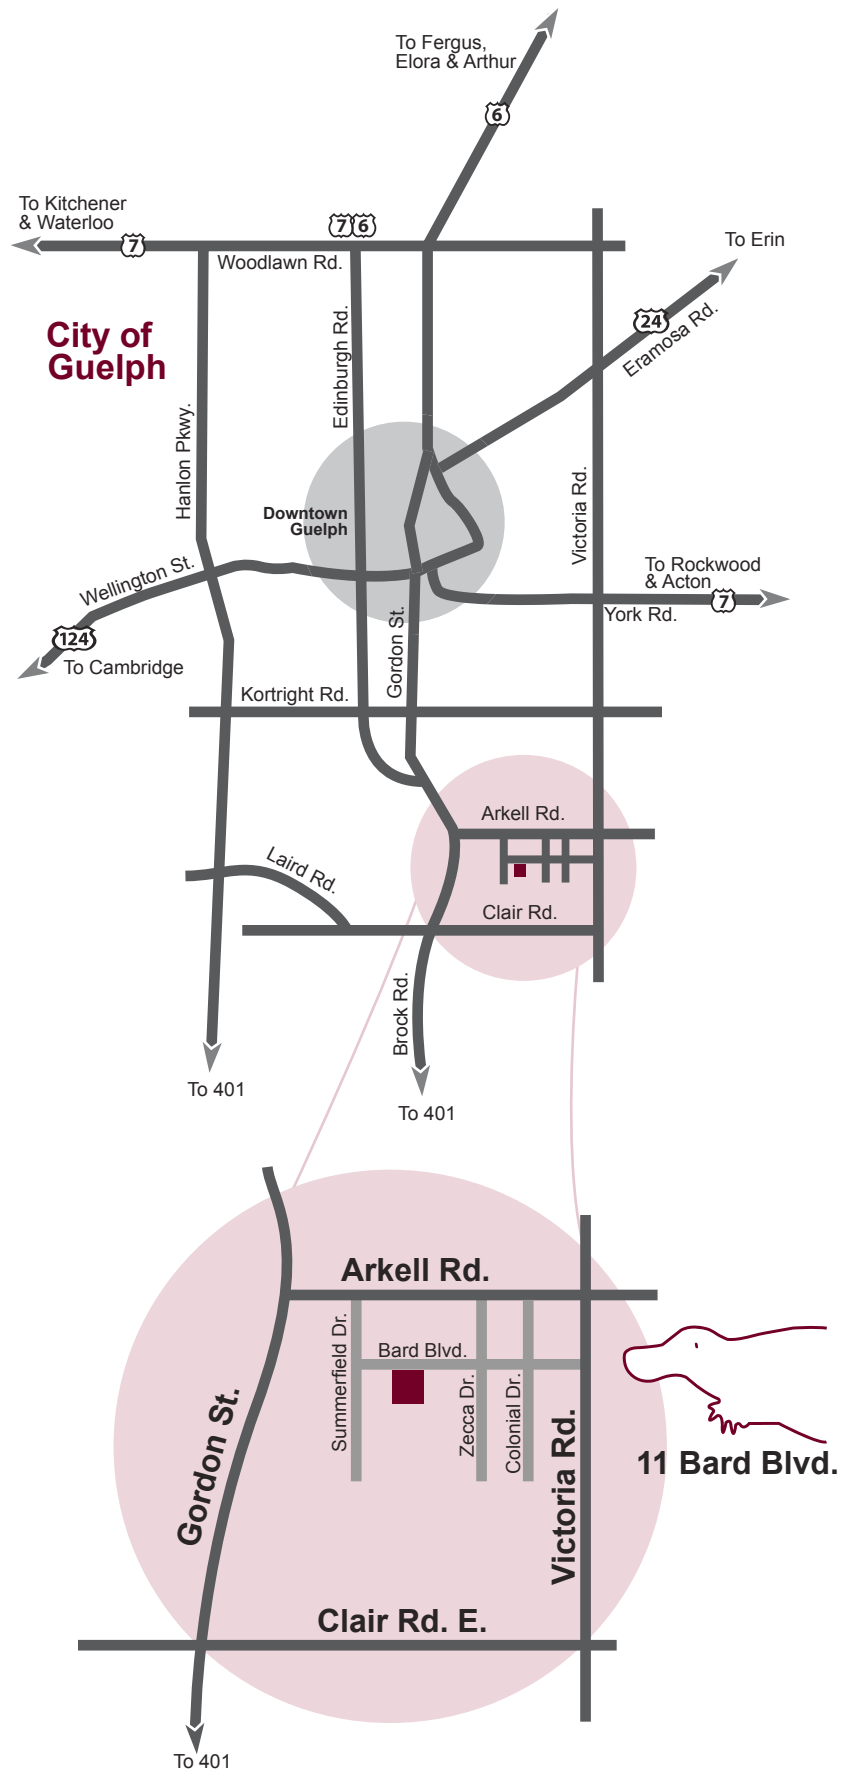 To Fergus,
Elora & Arthur
6
To Kitchener
& Waterloo
7 6
7
To Erin
Woodlawn Rd.
24
Eramosa Rd.
City of
Guelph
Edinburgh Rd.
Hanlon Pkwy.
Victoria Rd.
Downtown
Guelph
Wellington St.
To Rockwood
& Acton
7
York Rd.
124
To Cambridge
Gordon St.
Kortright Rd.
Arkell Rd.
Laird Rd.
Clair Rd.
Brock Rd.
To 401
To 401
Arkell Rd.
Summerfield Dr.
Bard Blvd.
Zecca Dr.
Colonial Dr.
Gordon St.
Victoria Rd.
11 Bard Blvd.
Clair Rd. E.
To 401